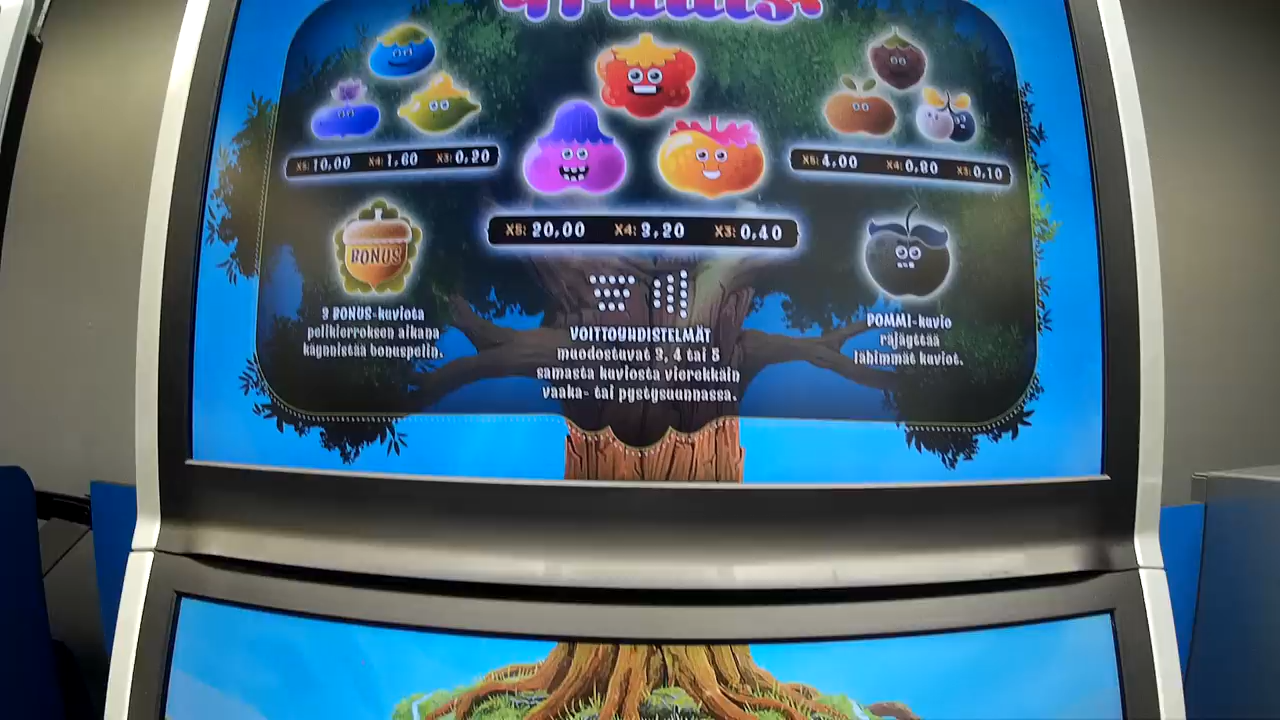 X5: 10,00 X4: 1,60 X3: 0,20
X5: 20,00 X4: 3,20 X3: 0,40
X5: 4,00 X4: 0,80 X3: 0,10
BONUS
3 BONUS-kuviota
pelikierroksen aikana
käynnistää bonuspelin.
VOITTOYHDISTELMÄT
muodostuvat 3, 4 tai 5
samasta kuviosta vierekkäin
vaaka- tai pystysuunnassa.
POMMI-kuvio
räjäyttää
lähimmät kuviot.